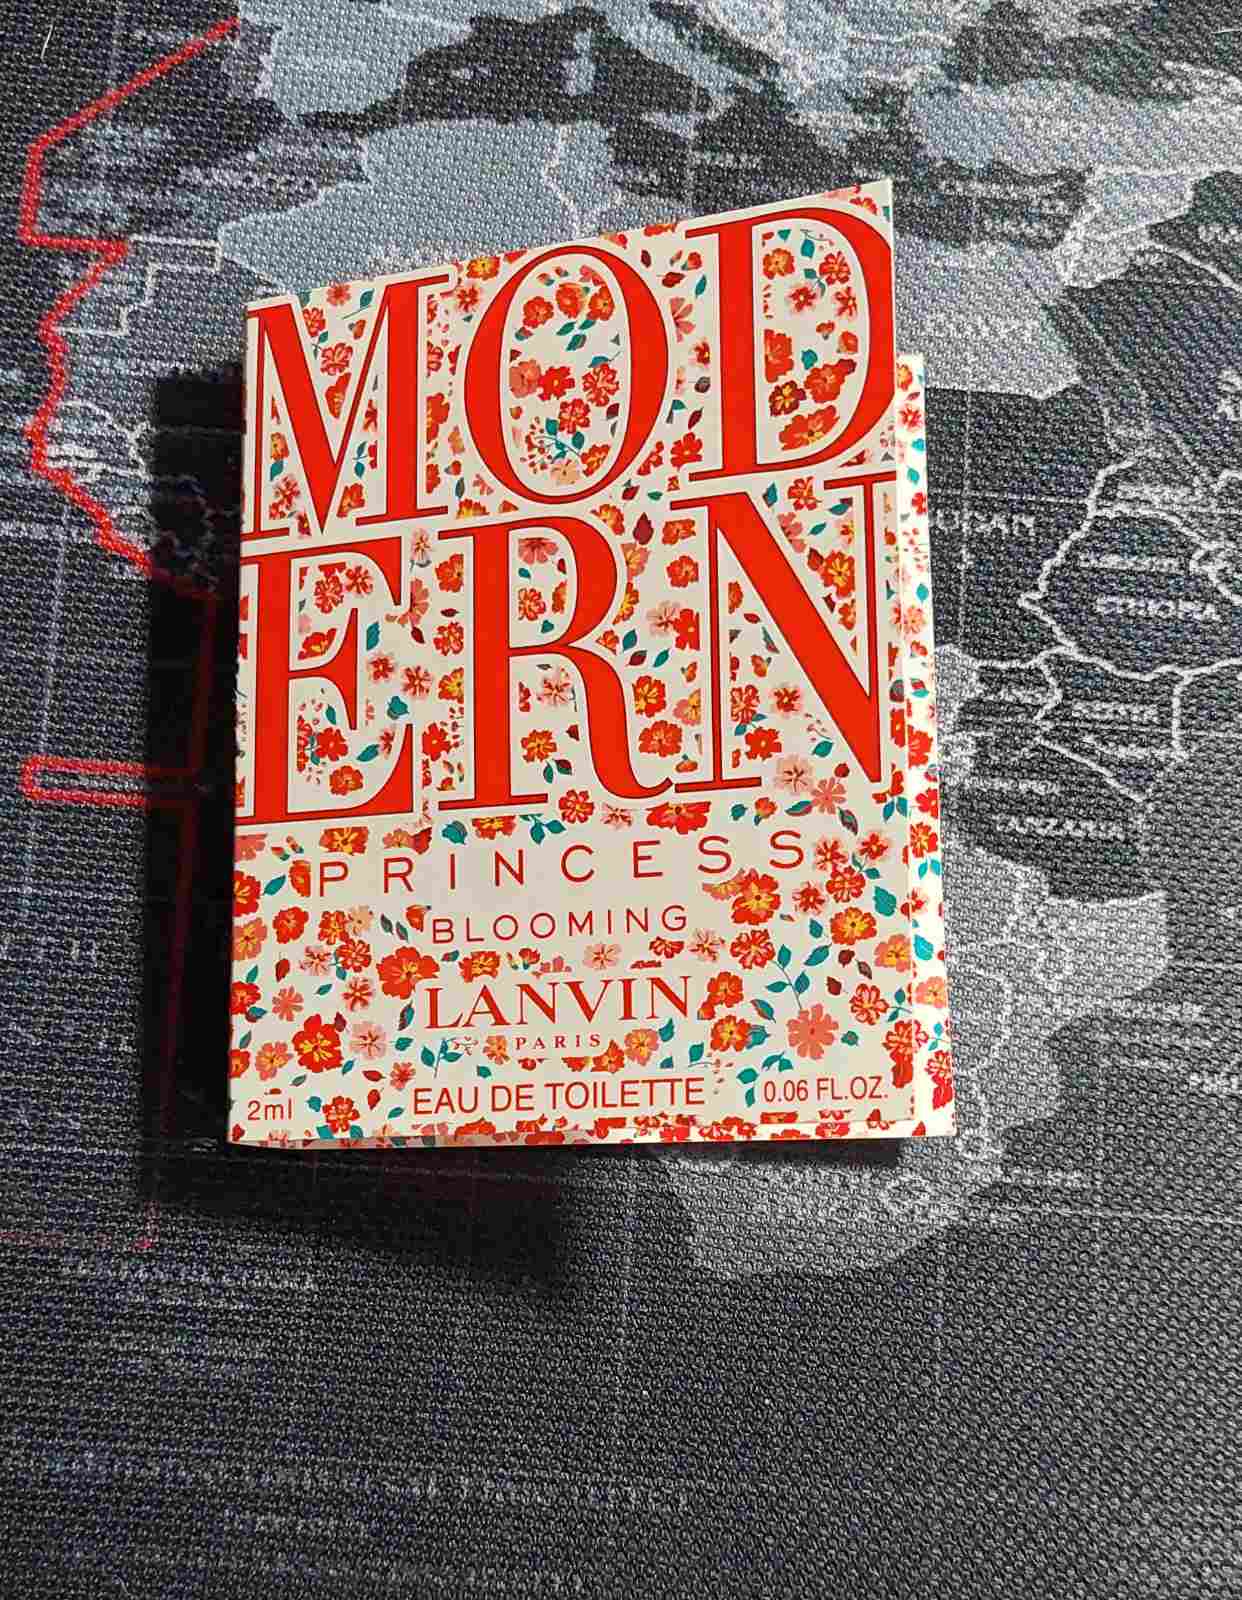 MOD
ERN
PRINCESS
BLOOMING
LANVIN
PARIS
2ml EAU DE TOILETTE 0.06 FL.OZ.